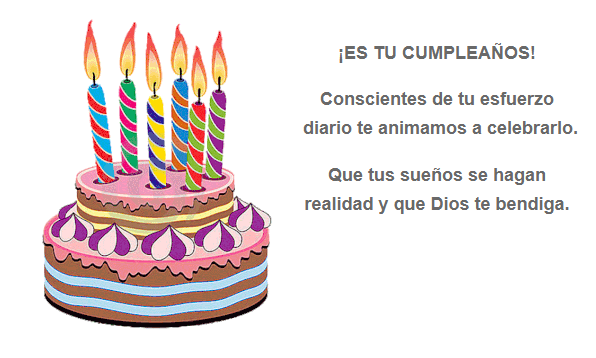 ¡ES TU CUMPLEAÑOS!
Conscientes de tu esfuerzo
diario te animamos a celebrarlo.
Que tus sueños se hagan
realidad y que Dios te bendiga.